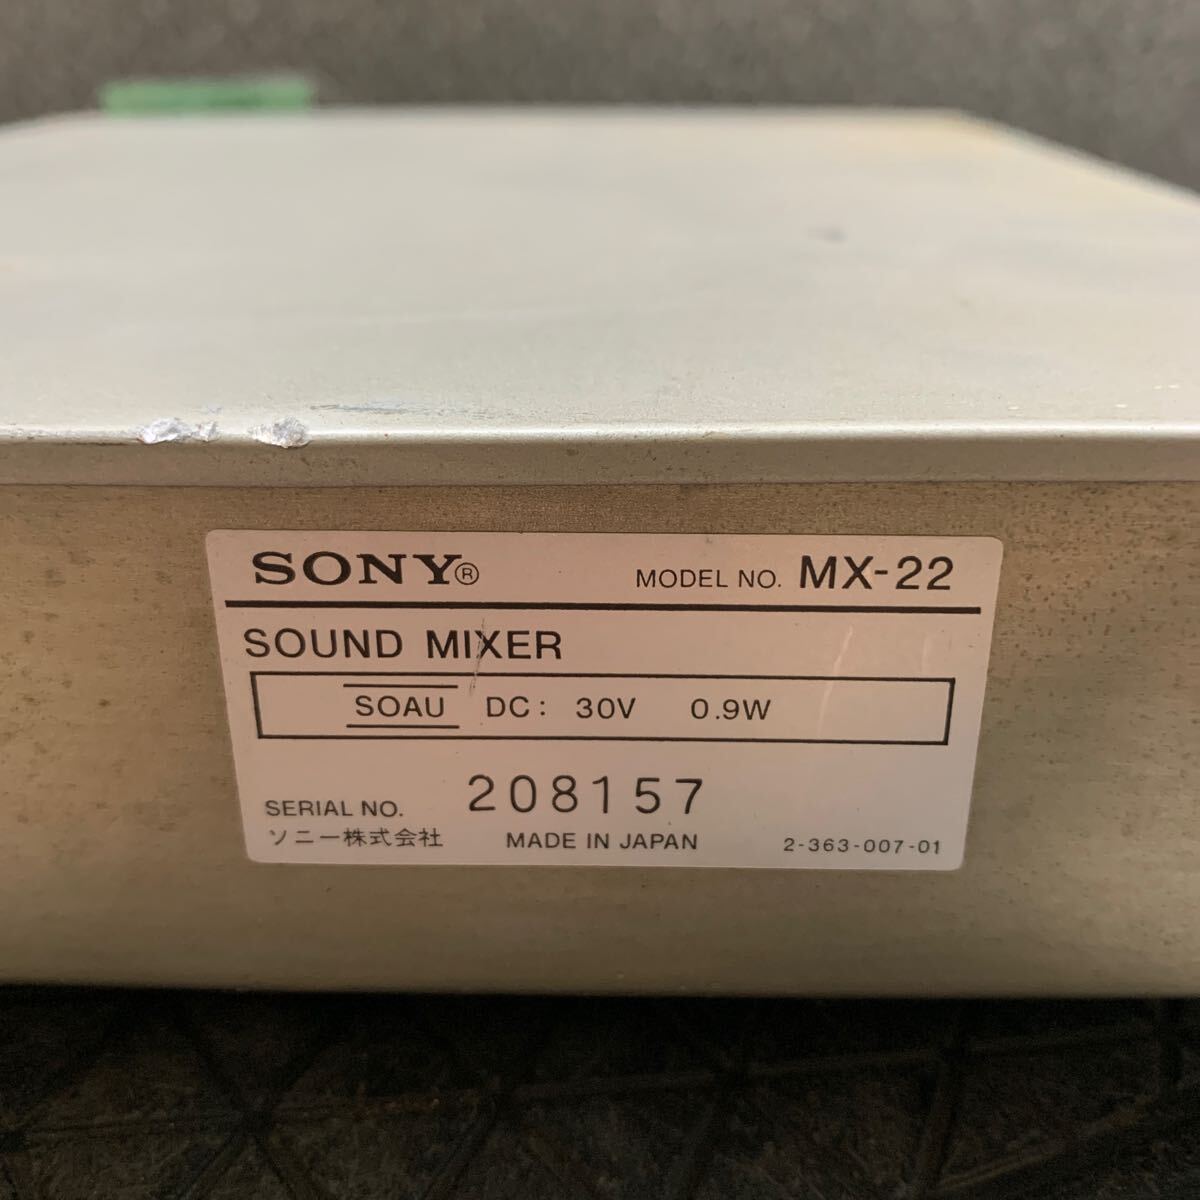 SONY® MODEL NO. MX-22
SOUND MIXER
SOAU DC: 30V 0.9W
SERIAL NO. 208157
ソニー株式会社 MADE IN JAPAN 2-363-007-01